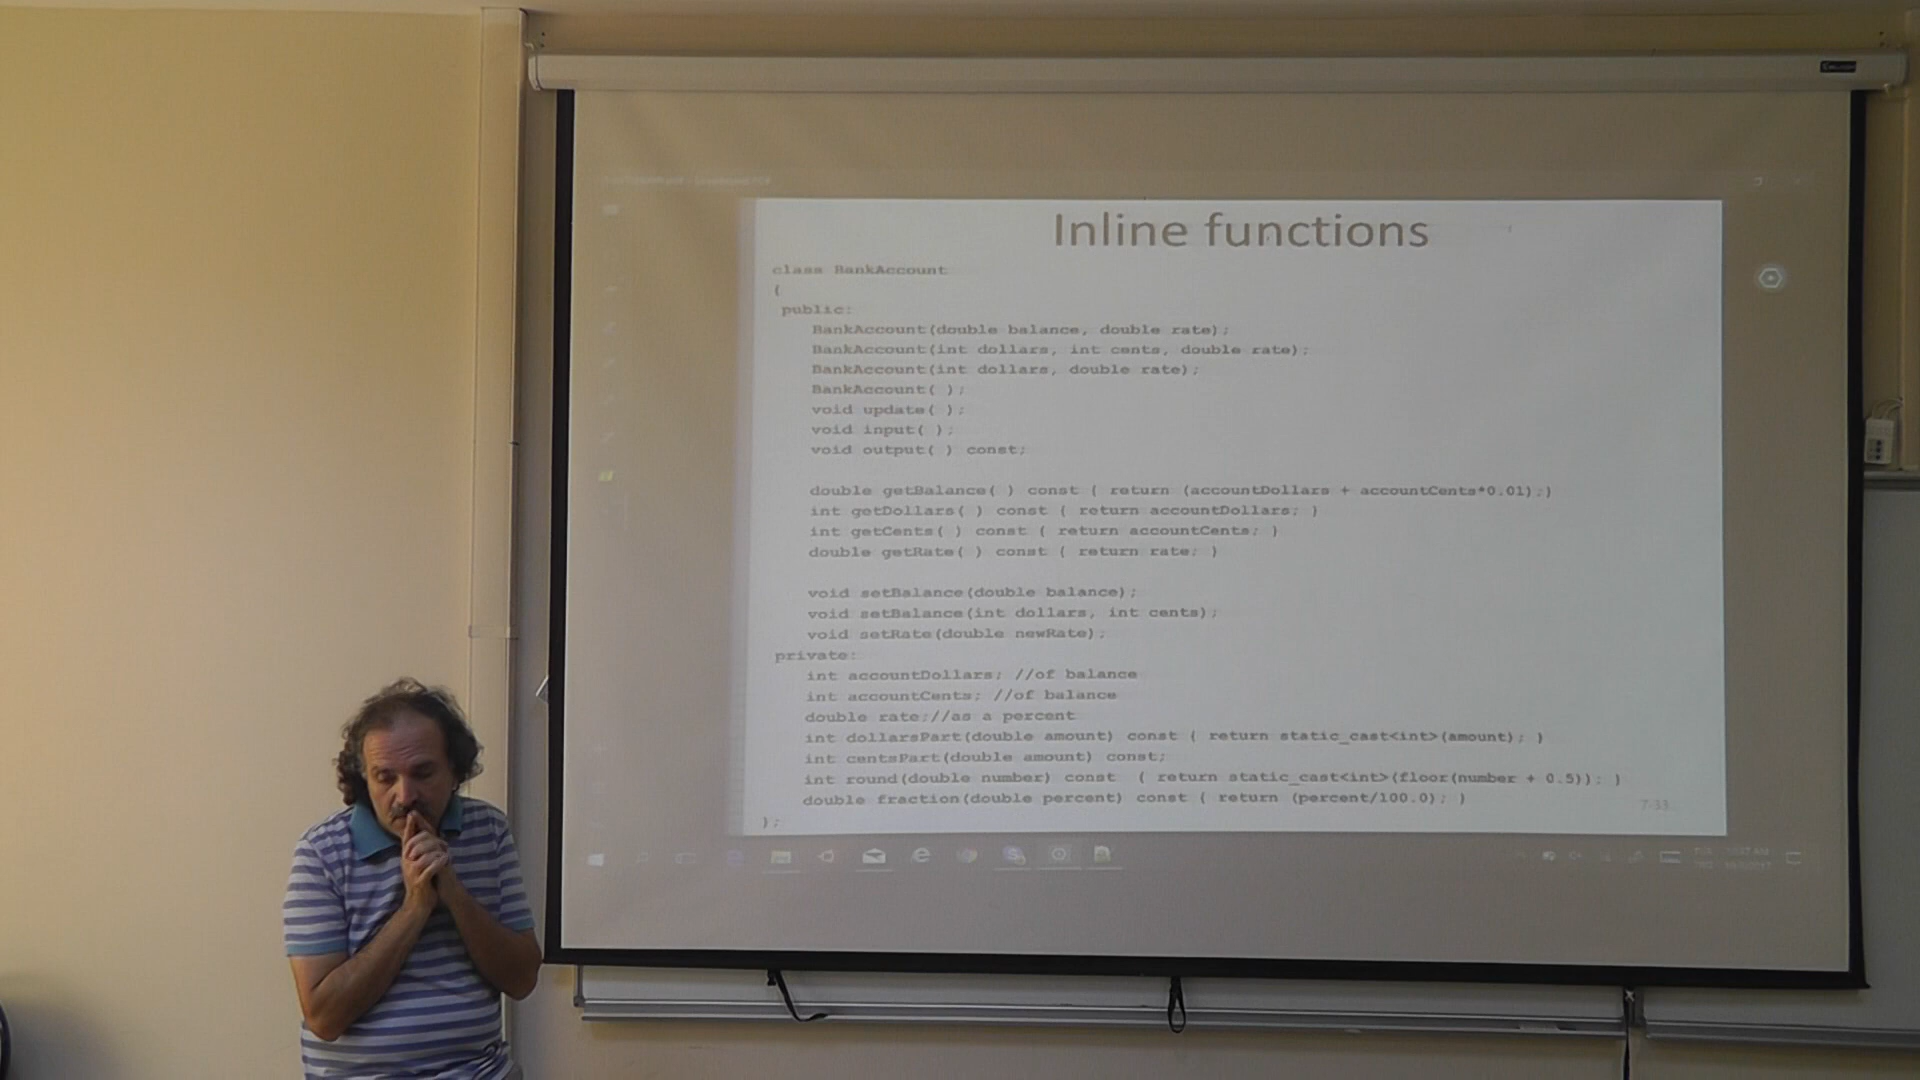 Inline functions
class BankAccount
{
public:
BankAccount(double balance, double rate);
BankAccount(int dollars, int cents, double rate);
BankAccount(int dollars, double rate);
BankAccount( );
void update( );
void input( );
void output( ) const;
double getBalance( ) const { return (accountDollars + accountCents*0.01);}
int getDollars( ) const { return accountDollars; }
int getCents( ) const { return accountCents; }
double getRate( ) const { return rate; }
void setBalance(double balance);
void setBalance(int dollars, int cents);
void setRate(double newRate);
private:
int accountDollars; //of balance
int accountCents; //of balance
double rate;//as a percent
int dollarsPart(double amount) const { return static_cast<int>(amount); }
int centsPart(double amount) const;
int round(double number) const { return static_cast<int>(floor(number + 0.5)); }
double fraction(double percent) const { return (percent/100.0); }
7-33
};